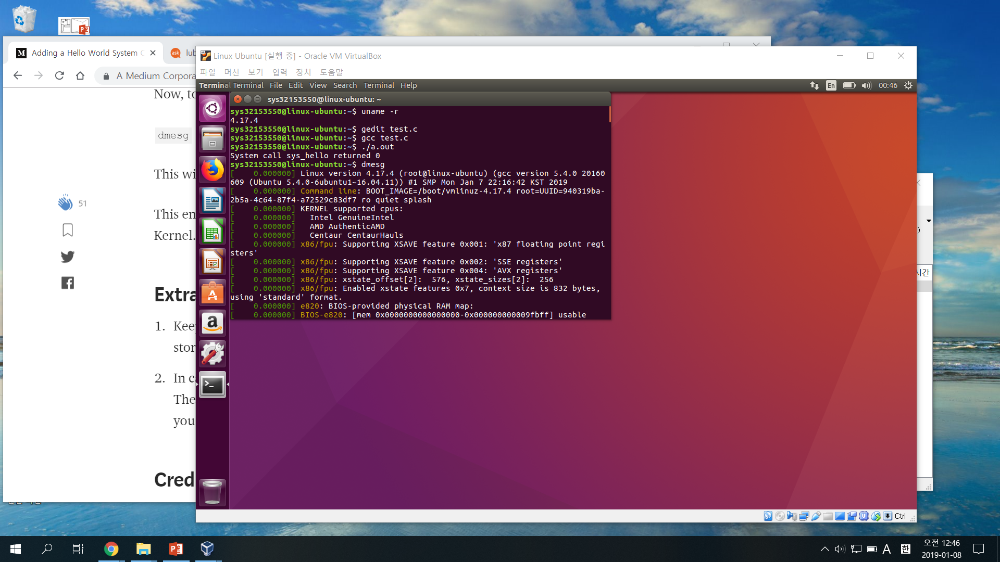 Adding a Hello World System C
lub
A Medium Corpora
Now, to
dmesg
This wi
51
This en
Kernel.
Extra
1. Kee
stor
2. In c
The
you
Cred
Linux Ubuntu [실행 중] - Oracle VM VirtualBox
파일 머신 보기 입력 장치 도움말
Terminal Terminal File Edit View Search Terminal Help
En 00:46
sys32153550@linux-ubuntu: ~
sys32153550@linux-ubuntu:~$ uname -r
4.17.4
sys32153550@linux-ubuntu:~$ gedit test.c
sys32153550@linux-ubuntu:~$ gcc test.c
sys32153550@linux-ubuntu:~$ ./a.out
System call sys_hello returned 0
sys32153550@linux-ubuntu:~$ dmesg
[    0.000000] Linux version 4.17.4 (root@linux-ubuntu) (gcc version 5.4.0 20160
609 (Ubuntu 5.4.0-6ubuntu1~16.04.11)) #1 SMP Mon Jan 7 22:16:42 KST 2019
[    0.000000] Command line: BOOT_IMAGE=/boot/vmlinuz-4.17.4 root=UUID=940319ba-
2b5a-4c64-87f4-a72529c83df7 ro quiet splash
[    0.000000] KERNEL supported cpus:
[    0.000000]   Intel GenuineIntel
[    0.000000]   AMD AuthenticAMD
[    0.000000]   Centaur CentaurHauls
[    0.000000] x86/fpu: Supporting XSAVE feature 0x001: 'x87 floating point regi
sters'
[    0.000000] x86/fpu: Supporting XSAVE feature 0x002: 'SSE registers'
[    0.000000] x86/fpu: Supporting XSAVE feature 0x004: 'AVX registers'
[    0.000000] x86/fpu: xstate_offset[2]:  576, xstate_sizes[2]:  256
[    0.000000] x86/fpu: Enabled xstate features 0x7, context size is 832 bytes,
using 'standard' format.
[    0.000000] e820: BIOS-provided physical RAM map:
[    0.000000] BIOS-e820: [mem 0x0000000000000000-0x000000000009fbff] usable
시간
Ctrl
A 한 오전 12:46
2019-01-08